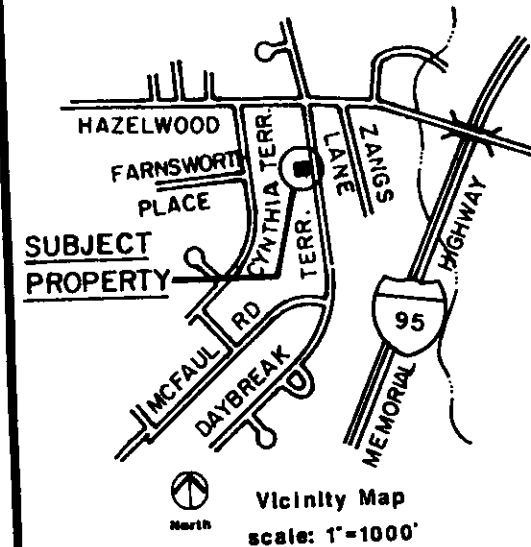 HAZELWOOD
FARNSWORTH
PLACE
CYNTHIA TERR.
TERR.
ZANGS
LANE
SUBJECT
PROPERTY
MCFAUL RD
DAYBREAK
MEMORIAL HIGHWAY
95
North
Vicinity Map
scale: 1"=1000'